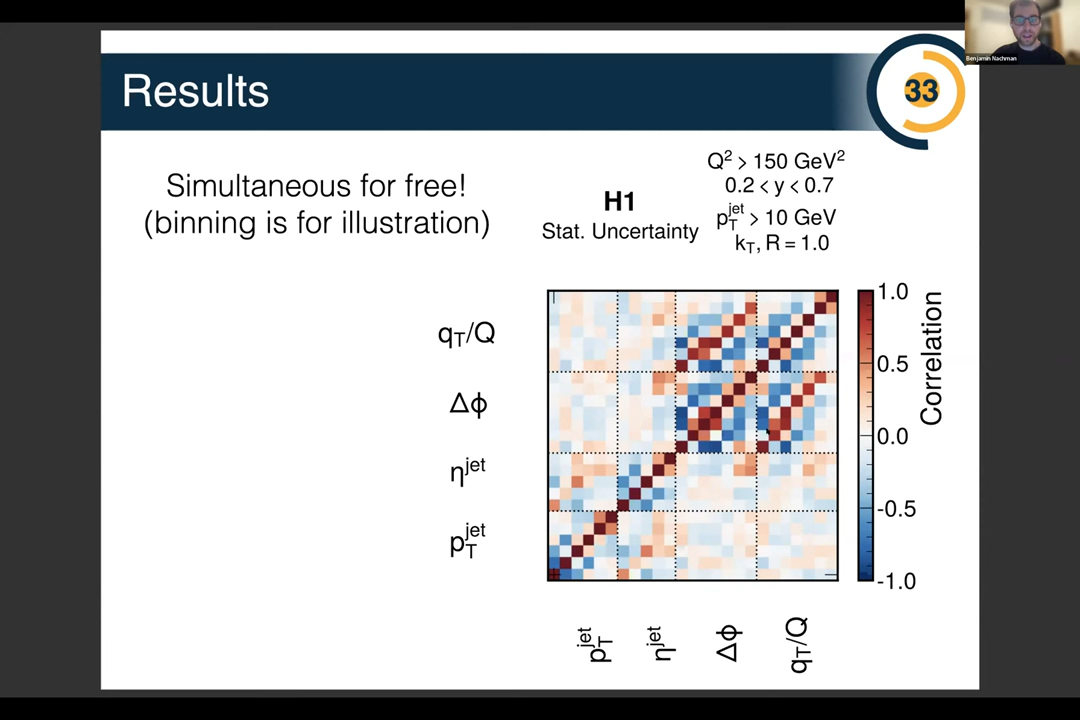 Benjamin Nachman
Results
33
Simultaneous for free!
(binning is for illustration)
H1
Stat. Uncertainty
Q² > 150 GeV²
0.2 < y < 0.7
p_T^jet > 10 GeV
k_T, R = 1.0
q_T/Q
Δϕ
η^jet
p_T^jet
1.0
0.5
0.0
-0.5
-1.0
Correlation
p_T^jet
η^jet
Δϕ
q_T/Q